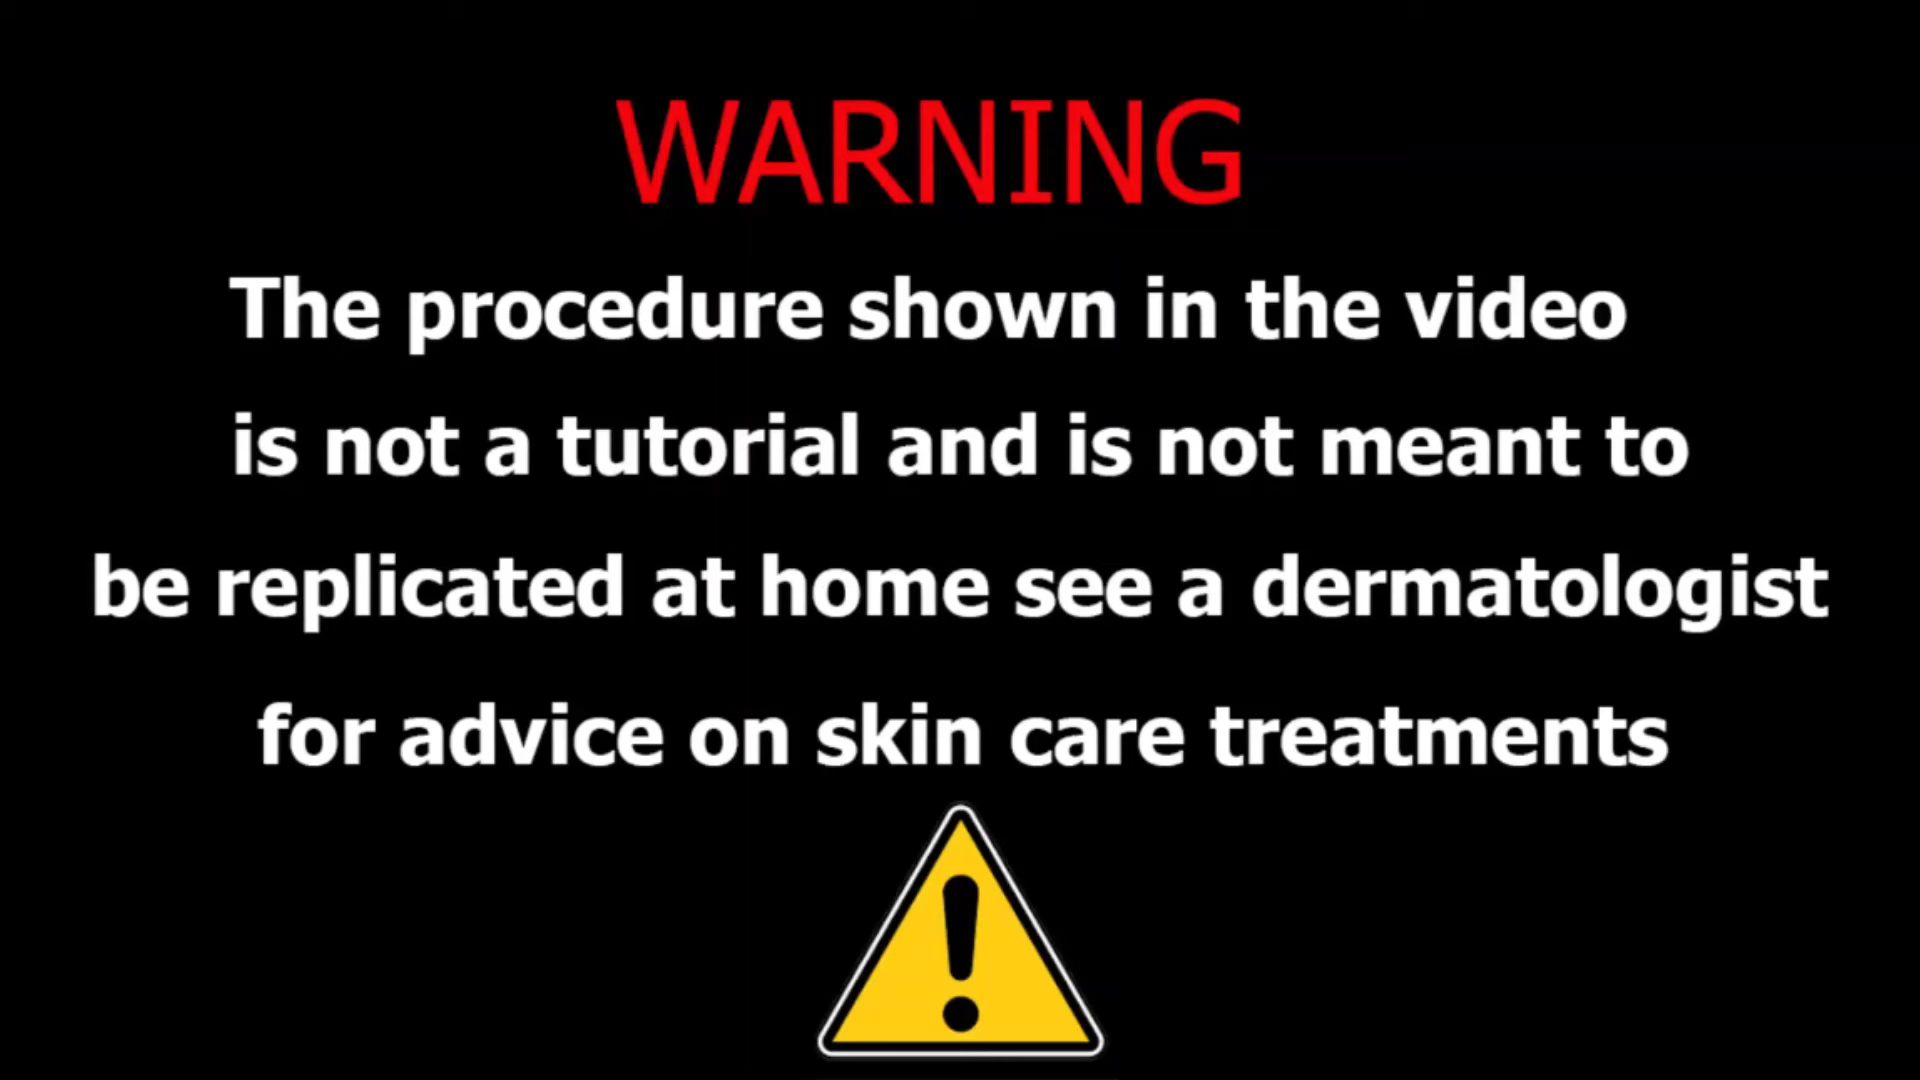 WARNING
The procedure shown in the video
is not a tutorial and is not meant to
be replicated at home see a dermatologist
for advice on skin care treatments